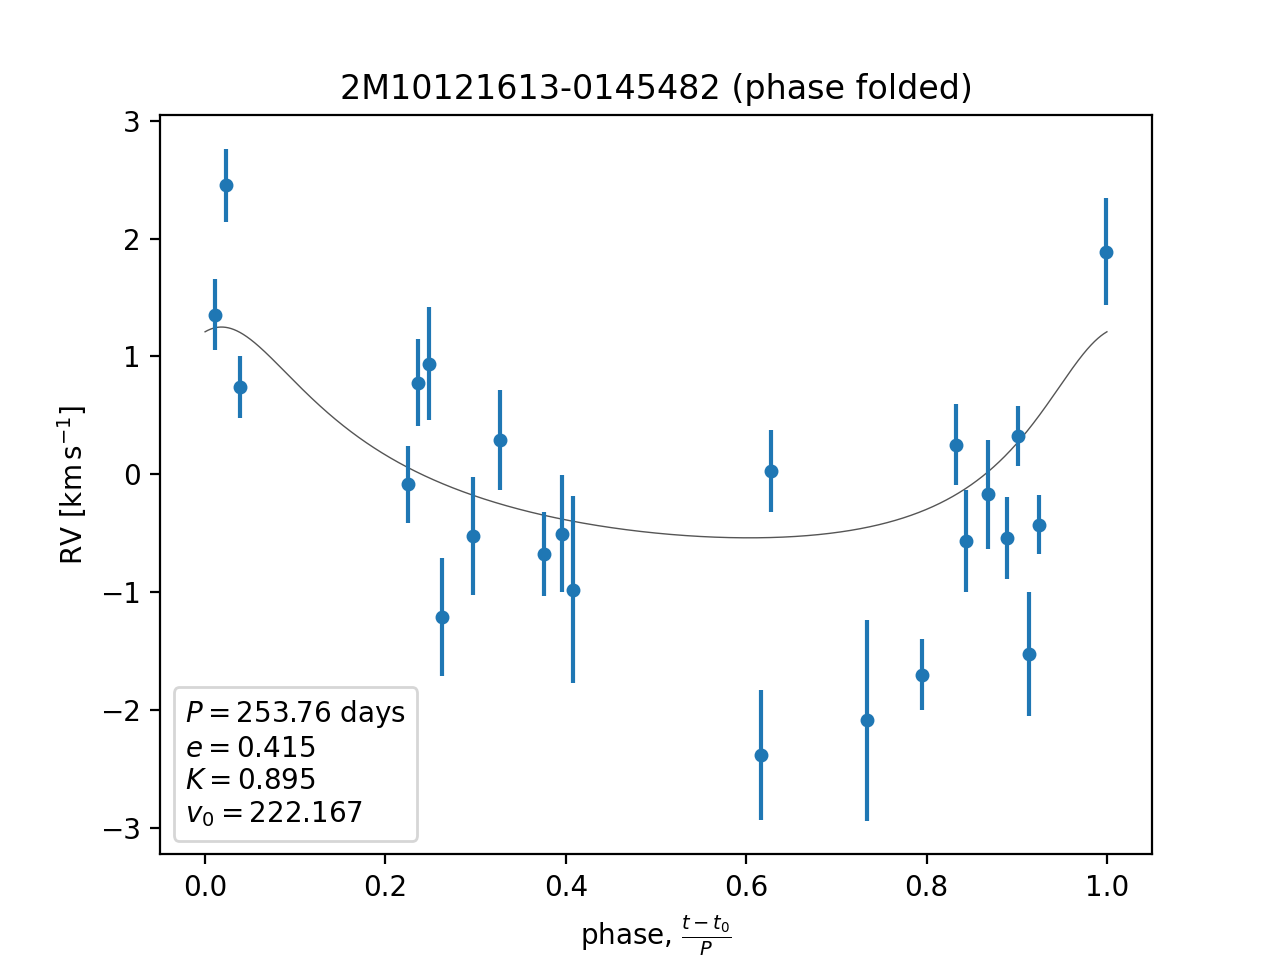 2M10121613-0145482 (phase folded)
3
2
1
0
−1
−2
−3
RV [km s⁻¹]
P = 253.76 days
e = 0.415
K = 0.895
v₀ = 222.167
0.0 0.2 0.4 0.6 0.8 1.0
phase, (t − t₀)/P